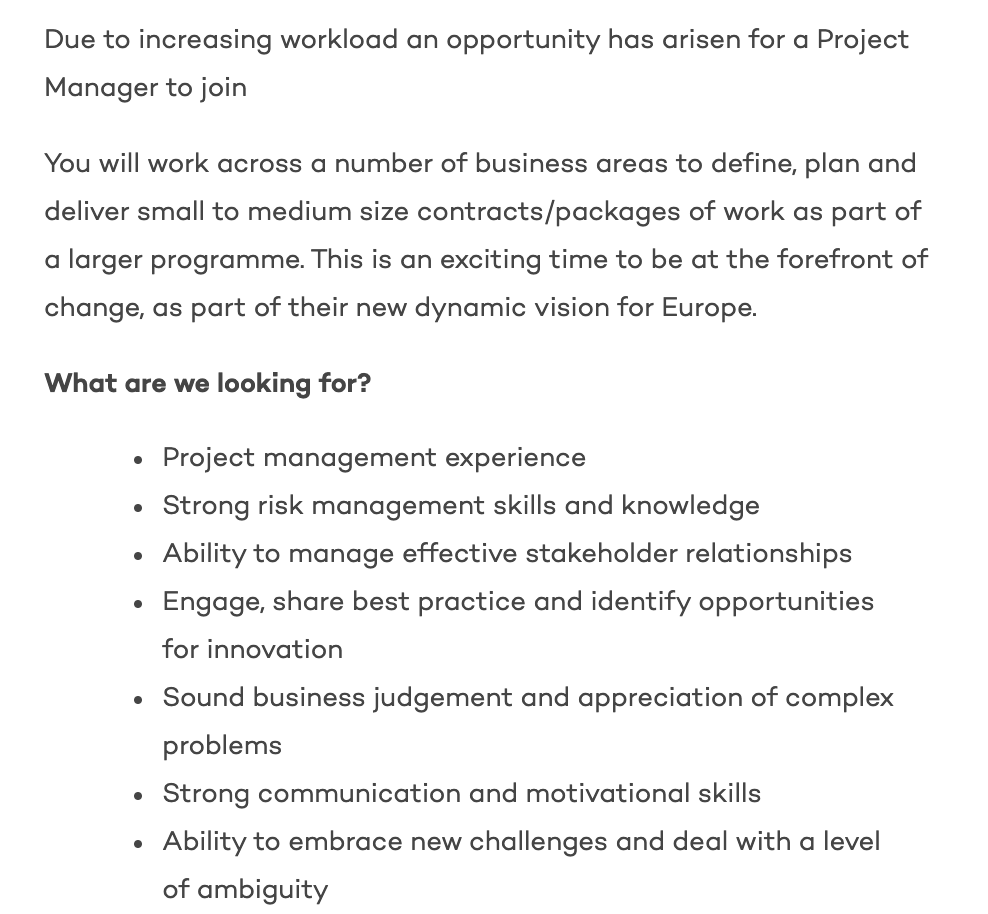 Due to increasing workload an opportunity has arisen for a Project
Manager to join
You will work across a number of business areas to define, plan and
deliver small to medium size contracts/packages of work as part of
a larger programme. This is an exciting time to be at the forefront of
change, as part of their new dynamic vision for Europe.
What are we looking for?
• Project management experience
• Strong risk management skills and knowledge
• Ability to manage effective stakeholder relationships
• Engage, share best practice and identify opportunities
for innovation
• Sound business judgement and appreciation of complex
problems
• Strong communication and motivational skills
• Ability to embrace new challenges and deal with a level
of ambiguity